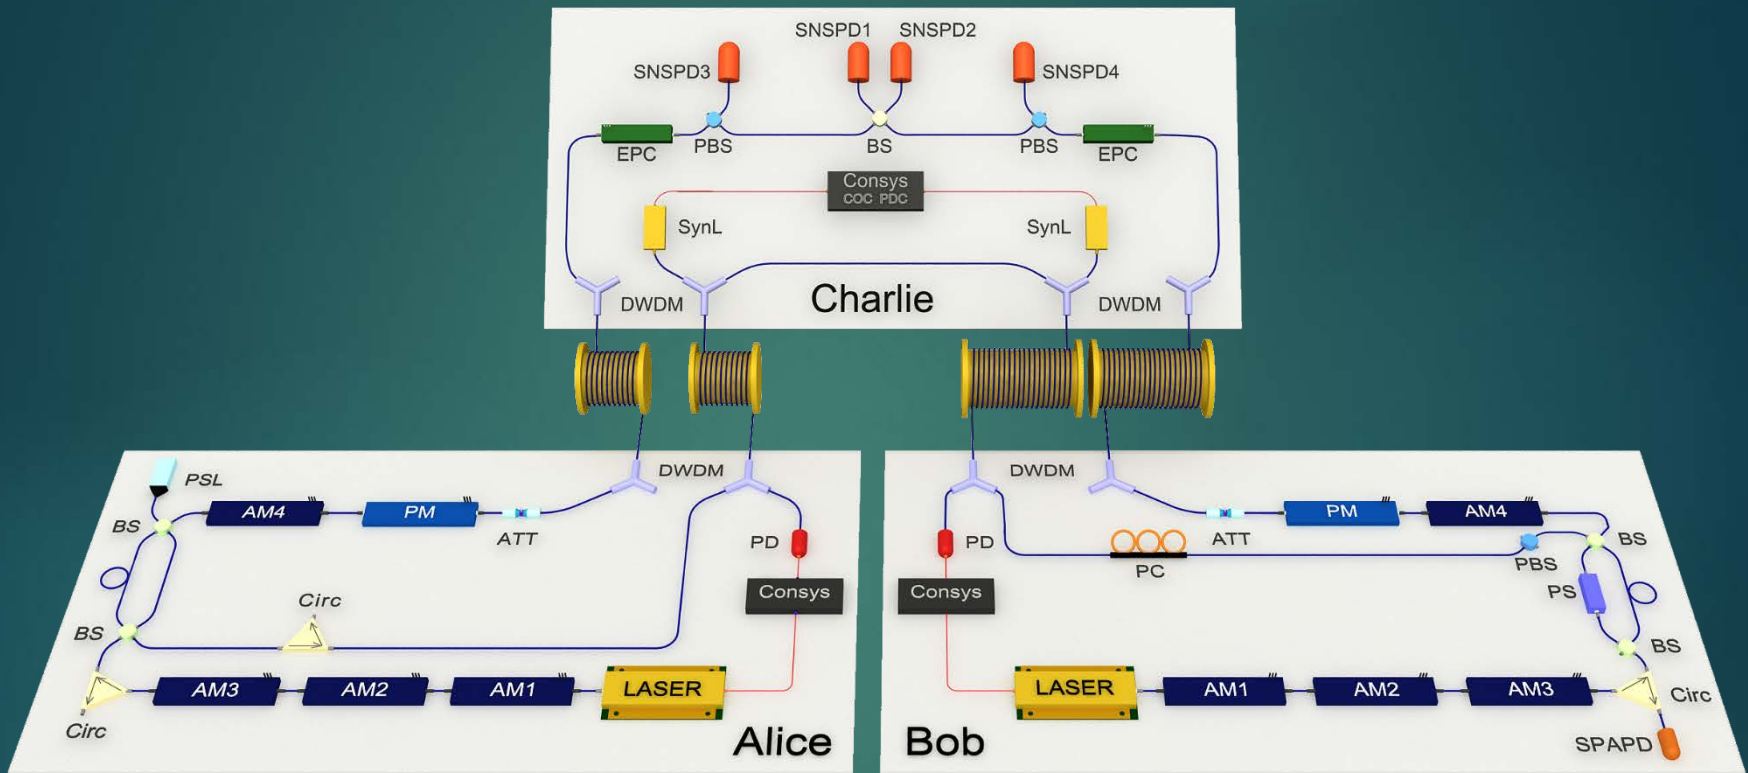 SNSPD1
SNSPD2
SNSPD3
SNSPD4
EPC
PBS
BS
PBS
EPC
Consys
COC PDC
SynL
SynL
DWDM
Charlie
DWDM
PSL
BS
AM4
PM
ATT
DWDM
PD
Consys
Circ
BS
AM3
AM2
AM1
LASER
Circ
Alice
DWDM
PD
PC
ATT
PM
AM4
BS
PBS
PS
Consys
BS
LASER
AM1
AM2
AM3
Circ
SPAPD
Bob